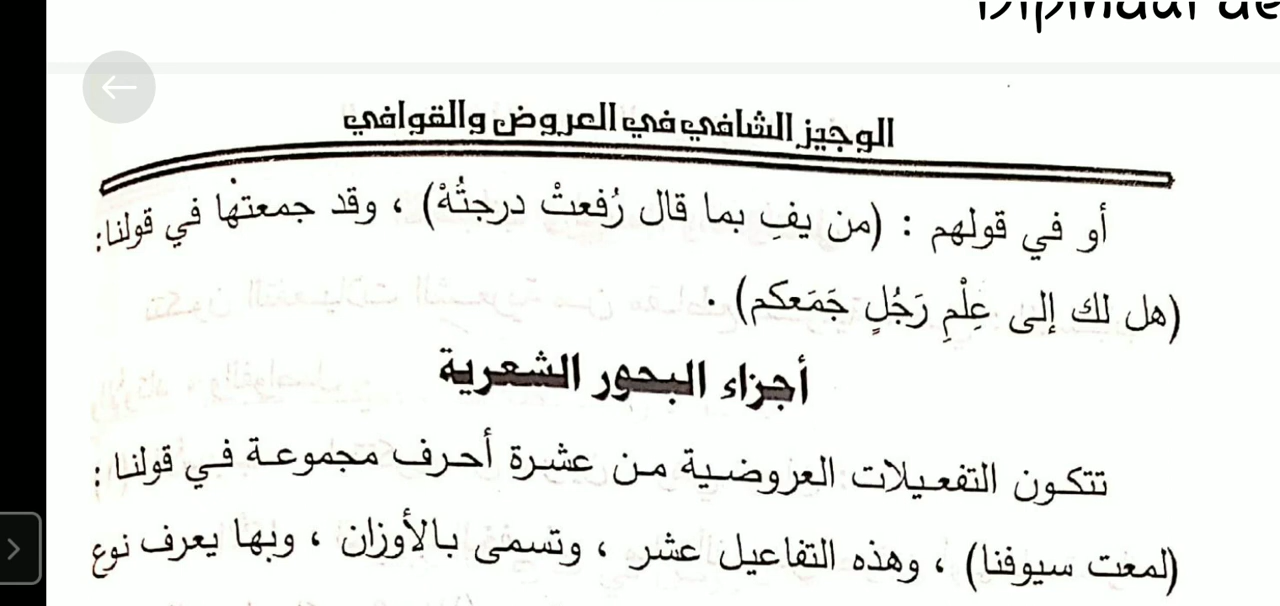 الوجيز الشافي في العروض والقوافي
أو في قولهم : (من يفِ بما قال رُفعتْ درجتُهْ) ، وقد جمعتها في قولنا:
(هل لك إلى عِلْمِ رَجُلٍ جَمَعكم) .
أجزاء البحور الشعرية
تتكون التفعيلات العروضية من عشرة أحرف مجموعة في قولنا :
(لمعت سيوفنا) ، وهذه التفاعيل عشر ، وتسمى بالأوزان ، وبها يعرف نوع